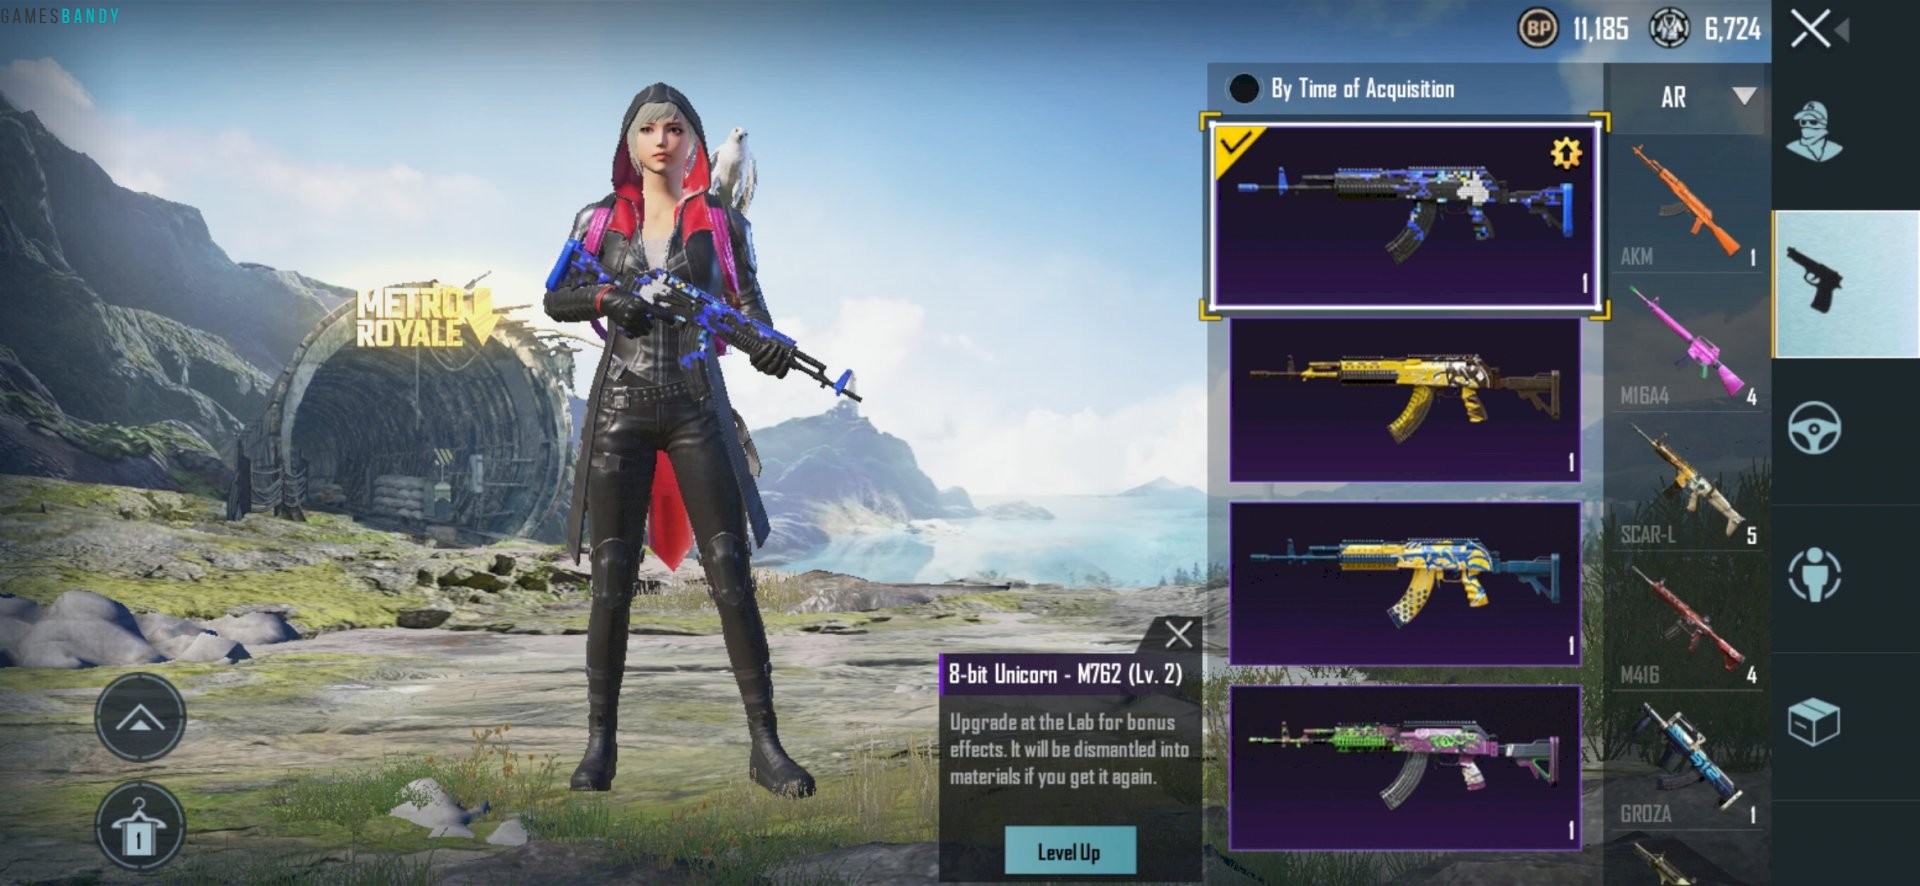 GAMESBANDY
BP 11,185 6,724
By Time of Acquisition
AR
1
AKM 1
METRO
ROYALE
M16A4 4
1
SCAR-L 5
1
8-bit Unicorn - M762 (Lv. 2)
M416 4
Upgrade at the Lab for bonus
effects. It will be dismantled into
materials if you get it again.
GROZA 1
1
1
Level Up